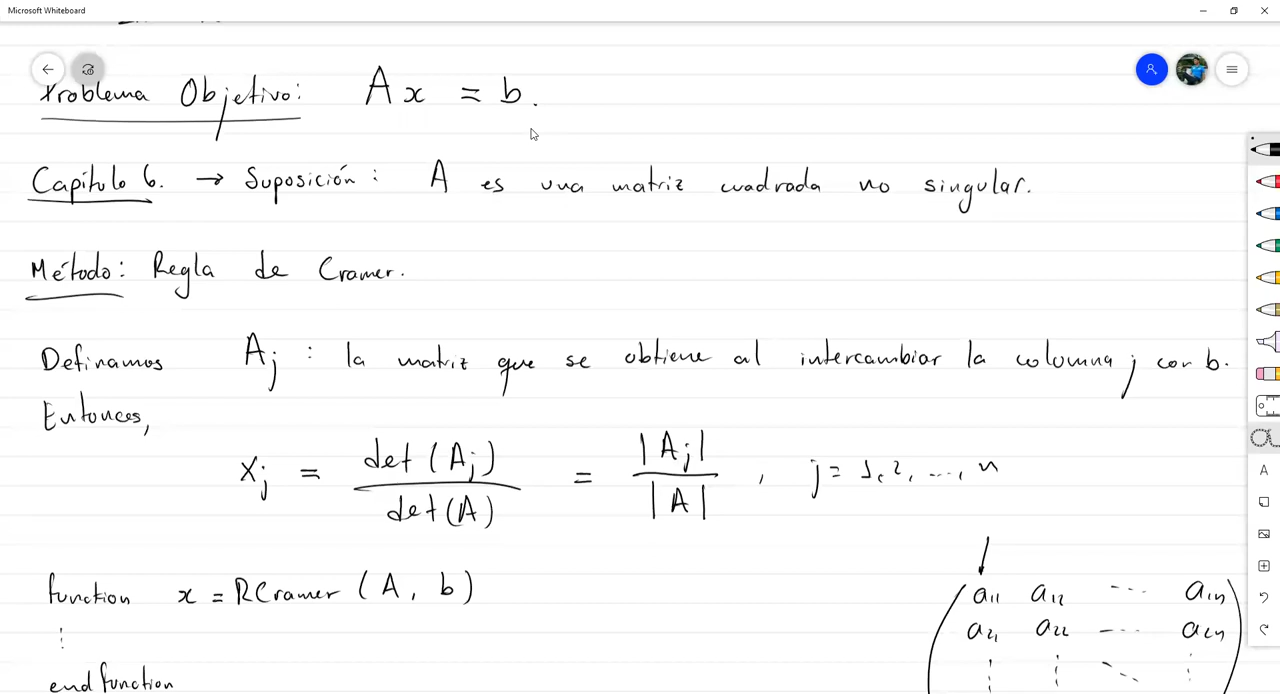 Microsoft Whiteboard
Problema Objetivo: Ax = b.
Capítulo 6. → Suposición: A es una matriz cuadrada no singular.
Método: Regla de Cramer.
Definamos Aj : la matriz que se obtiene al intercambiar la columna j con b.
Entonces,
xj = det(Aj) / det(A) = |Aj| / |A| , j = 1, 2, ..., n
function x = RCramer (A, b)
⋮
endfunction
a11 a12 ... a1n
a21 a22 ... a2n
⋮ ⋮ ⋱ ⋮